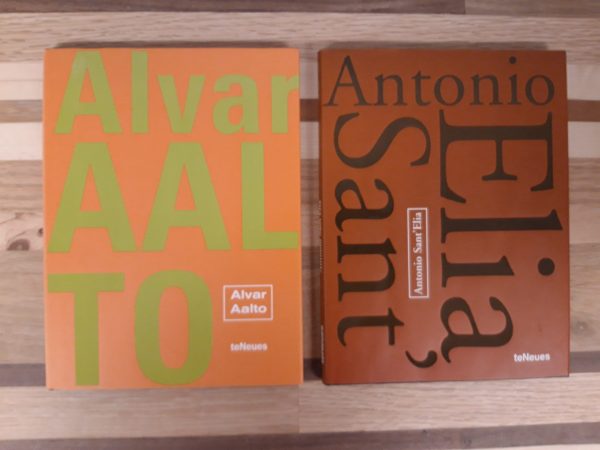 Alvar
AAL
TO
Alvar
Aalto
teNeues
Antonio
Elia,
Sant
Antonio Sant'Elia
teNeues